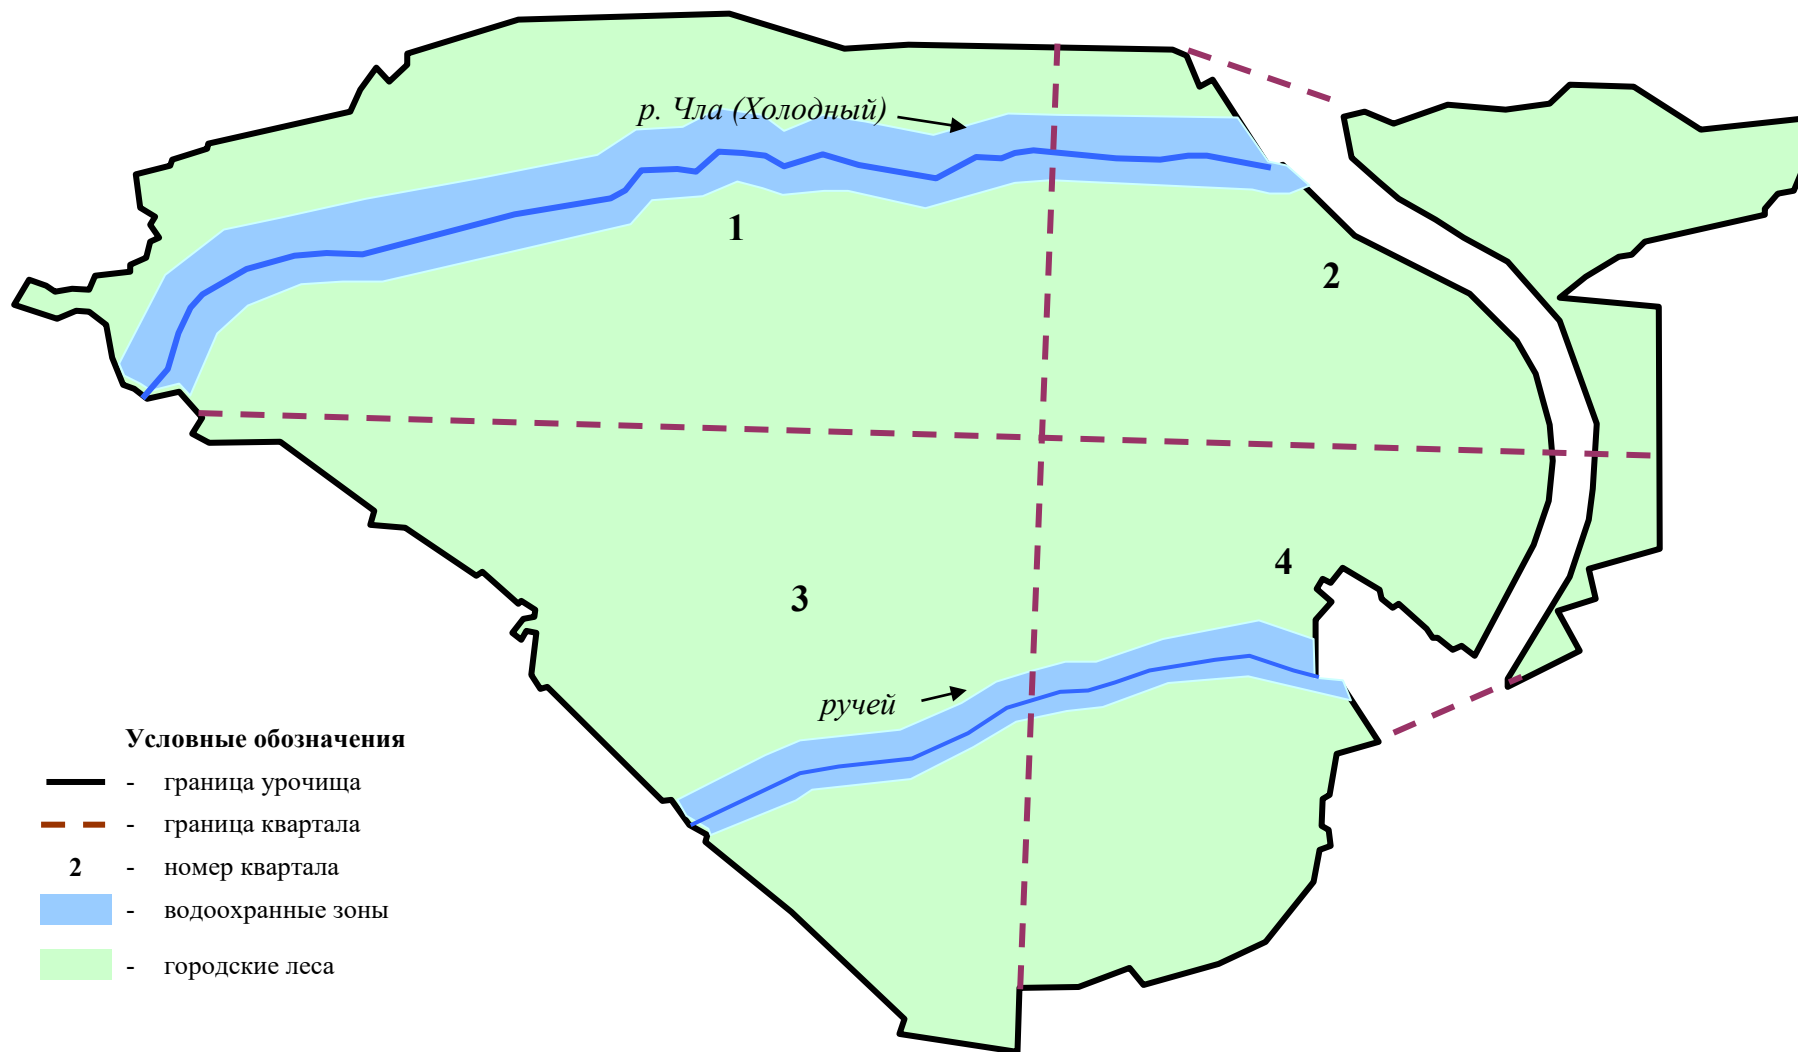 р. Чла (Холодный)
1
2
4
3
ручей
Условные обозначения
- граница урочища
- граница квартала
2 - номер квартала
- водоохранные зоны
- городские леса